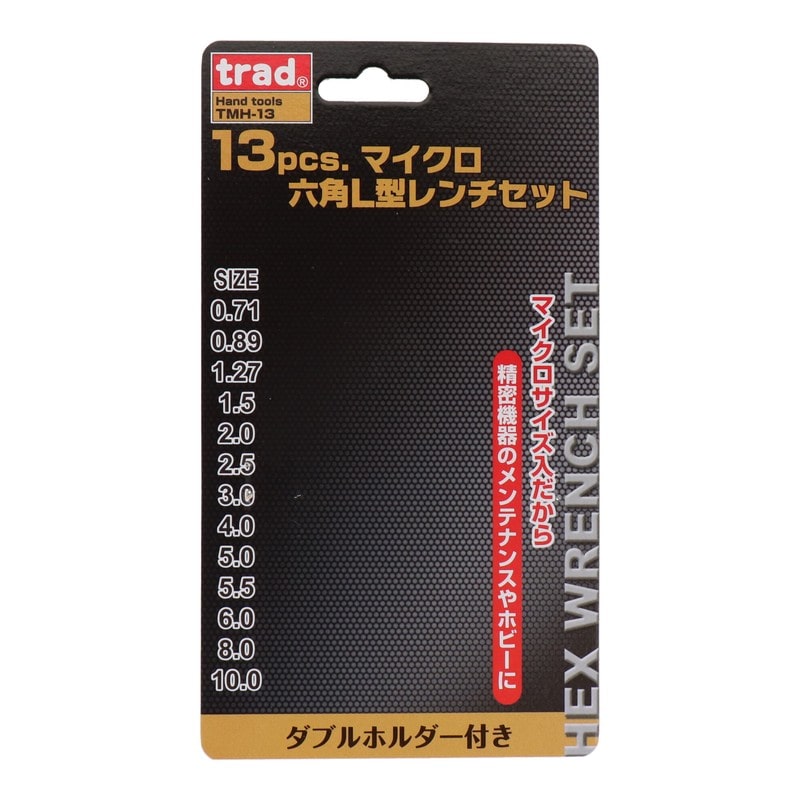 trad®
Hand tools
TMH-13
13pcs. マイクロ
六角L型レンチセット
SIZE
0.71
0.89
1.27
1.5
2.0
2.5
3.0
4.0
5.0
5.5
6.0
8.0
10.0
マイクロサイズ入だから
精密機器のメンテナンスやホビーに
HEX WRENCH SET
ダブルホルダー付き